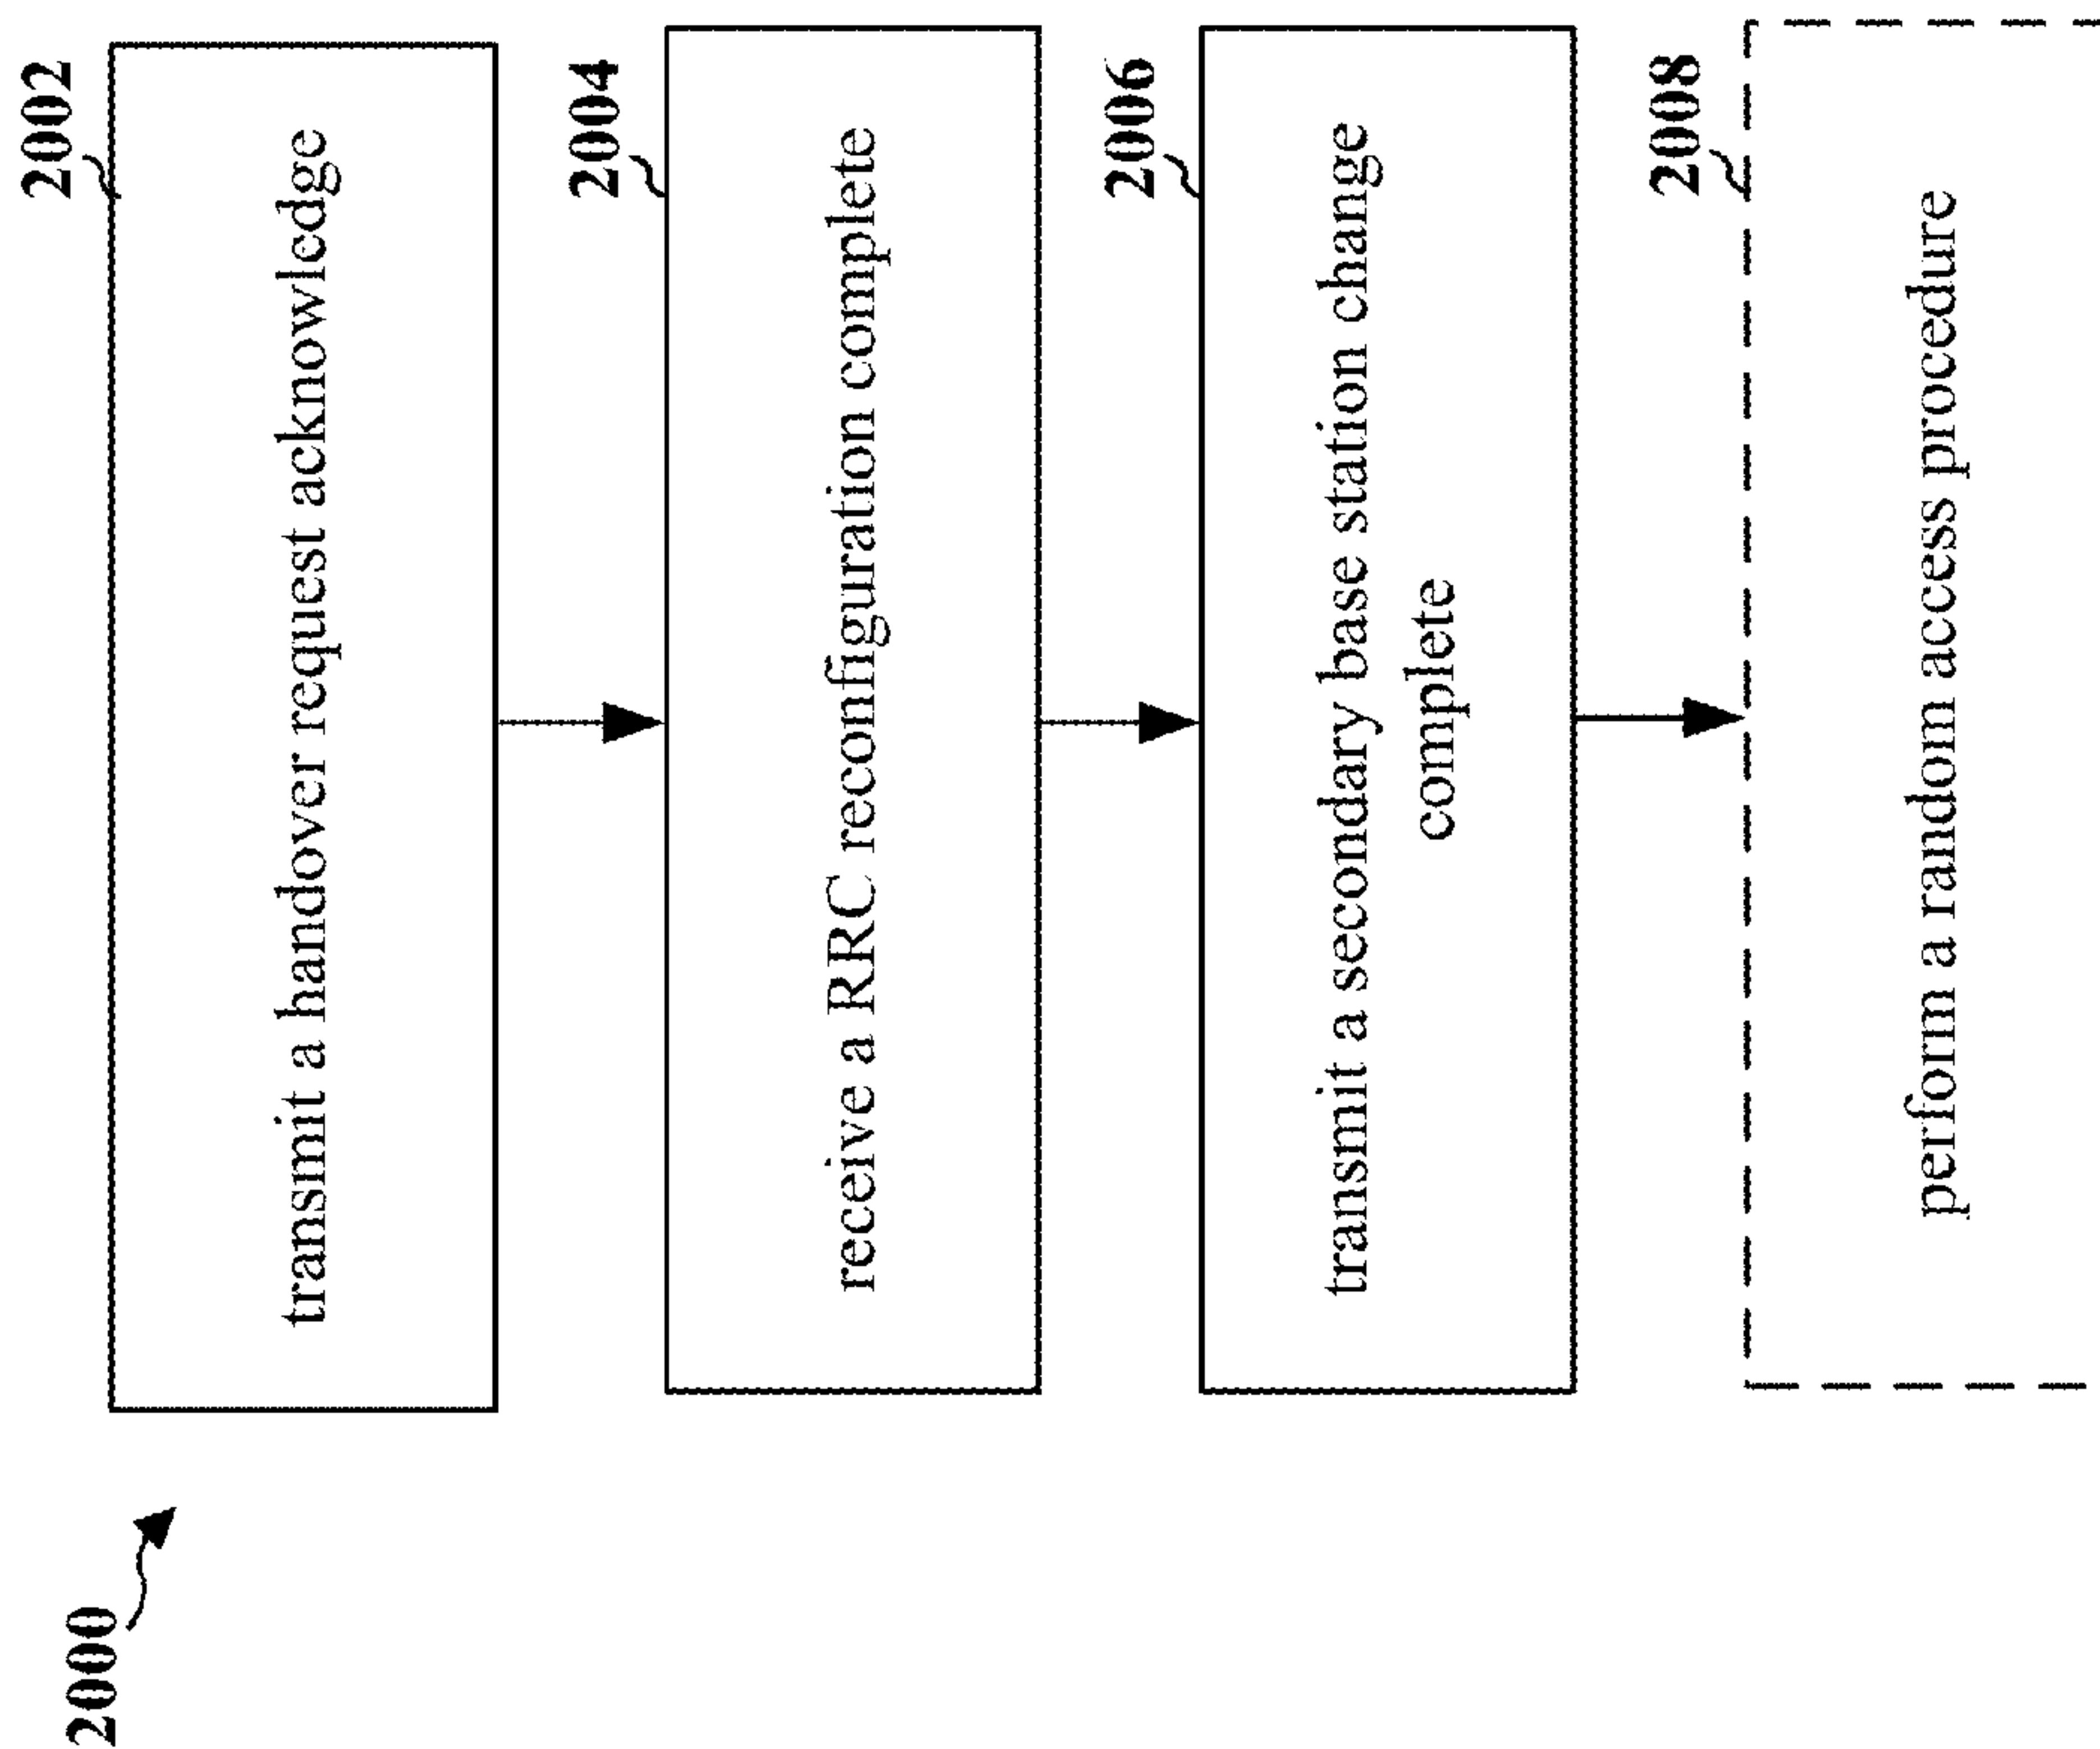 2000
2002
transmit a handover request acknowledge
2004
receive a RRC reconfiguration complete
2006
transmit a secondary base station change
complete
2008
perform a random access procedure